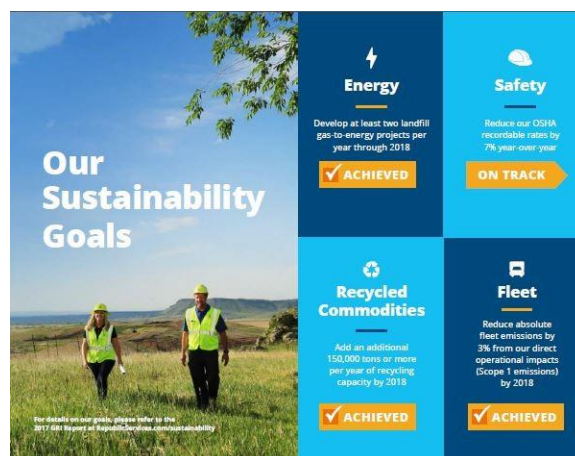 Our
Sustainability
Goals
For details on our goals, please refer to the
2017 GRI Report at RepublicServices.com/sustainability
Energy
Develop at least two landfill
gas-to-energy projects per
year through 2018
ACHIEVED
Safety
Reduce our OSHA
recordable rates by
7% year-over-year
ON TRACK
Recycled
Commodities
Add an additional
150,000 tons or more
per year of recycling
capacity by 2018
ACHIEVED
Fleet
Reduce absolute
fleet emissions by
3% from our direct
operational impacts
(Scope 1 emissions)
by 2018
ACHIEVED